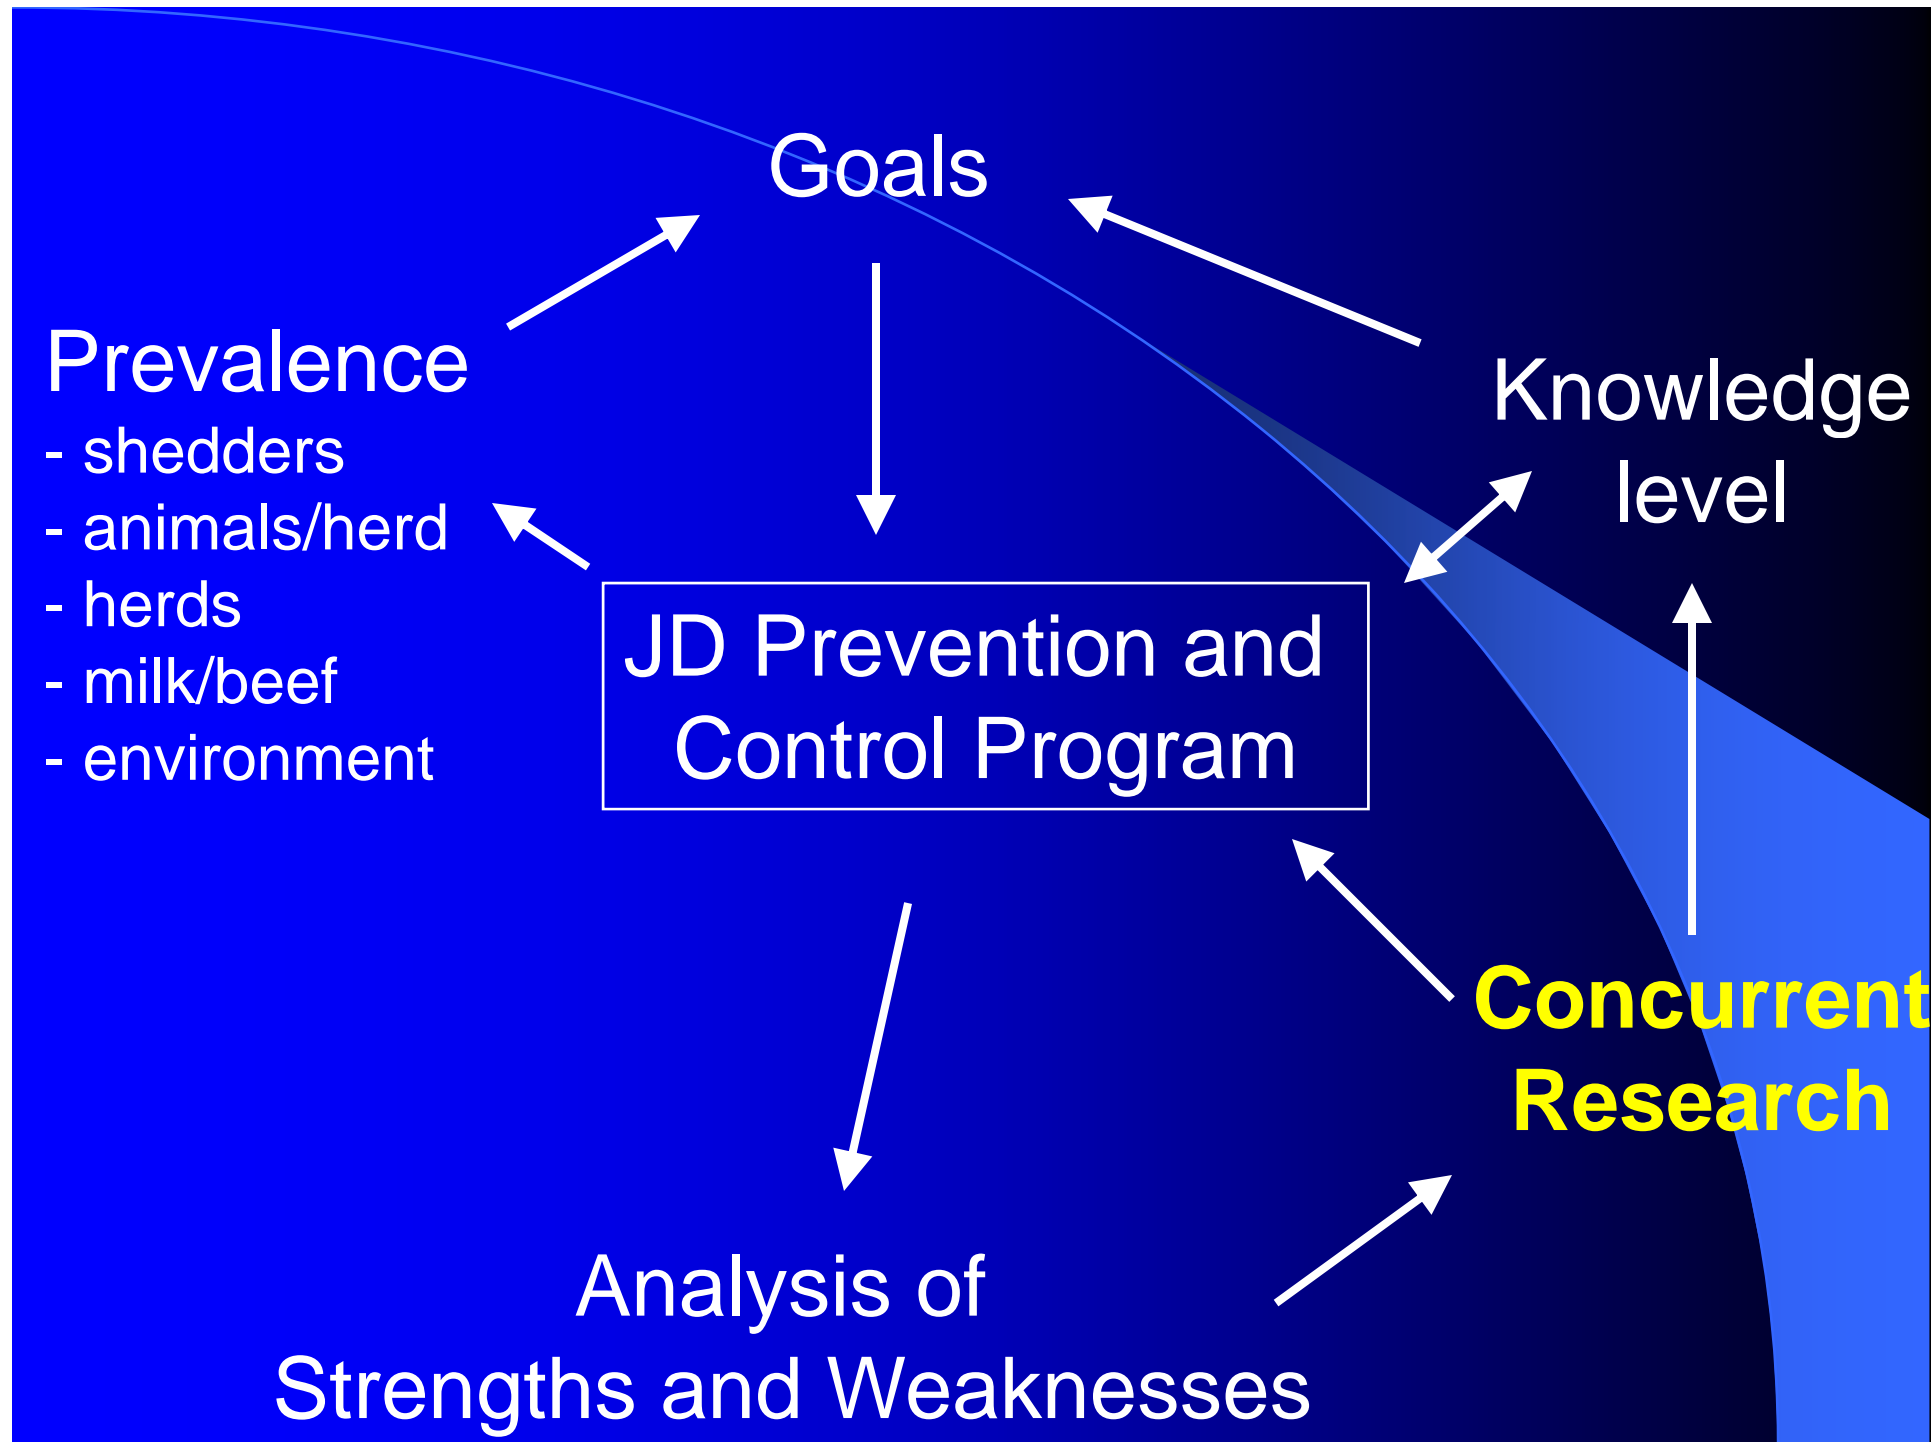 Goals
Prevalence
- shedders
- animals/herd
- herds
- milk/beef
- environment
Knowledge
level
JD Prevention and
Control Program
Concurrent
Research
Analysis of
Strengths and Weaknesses